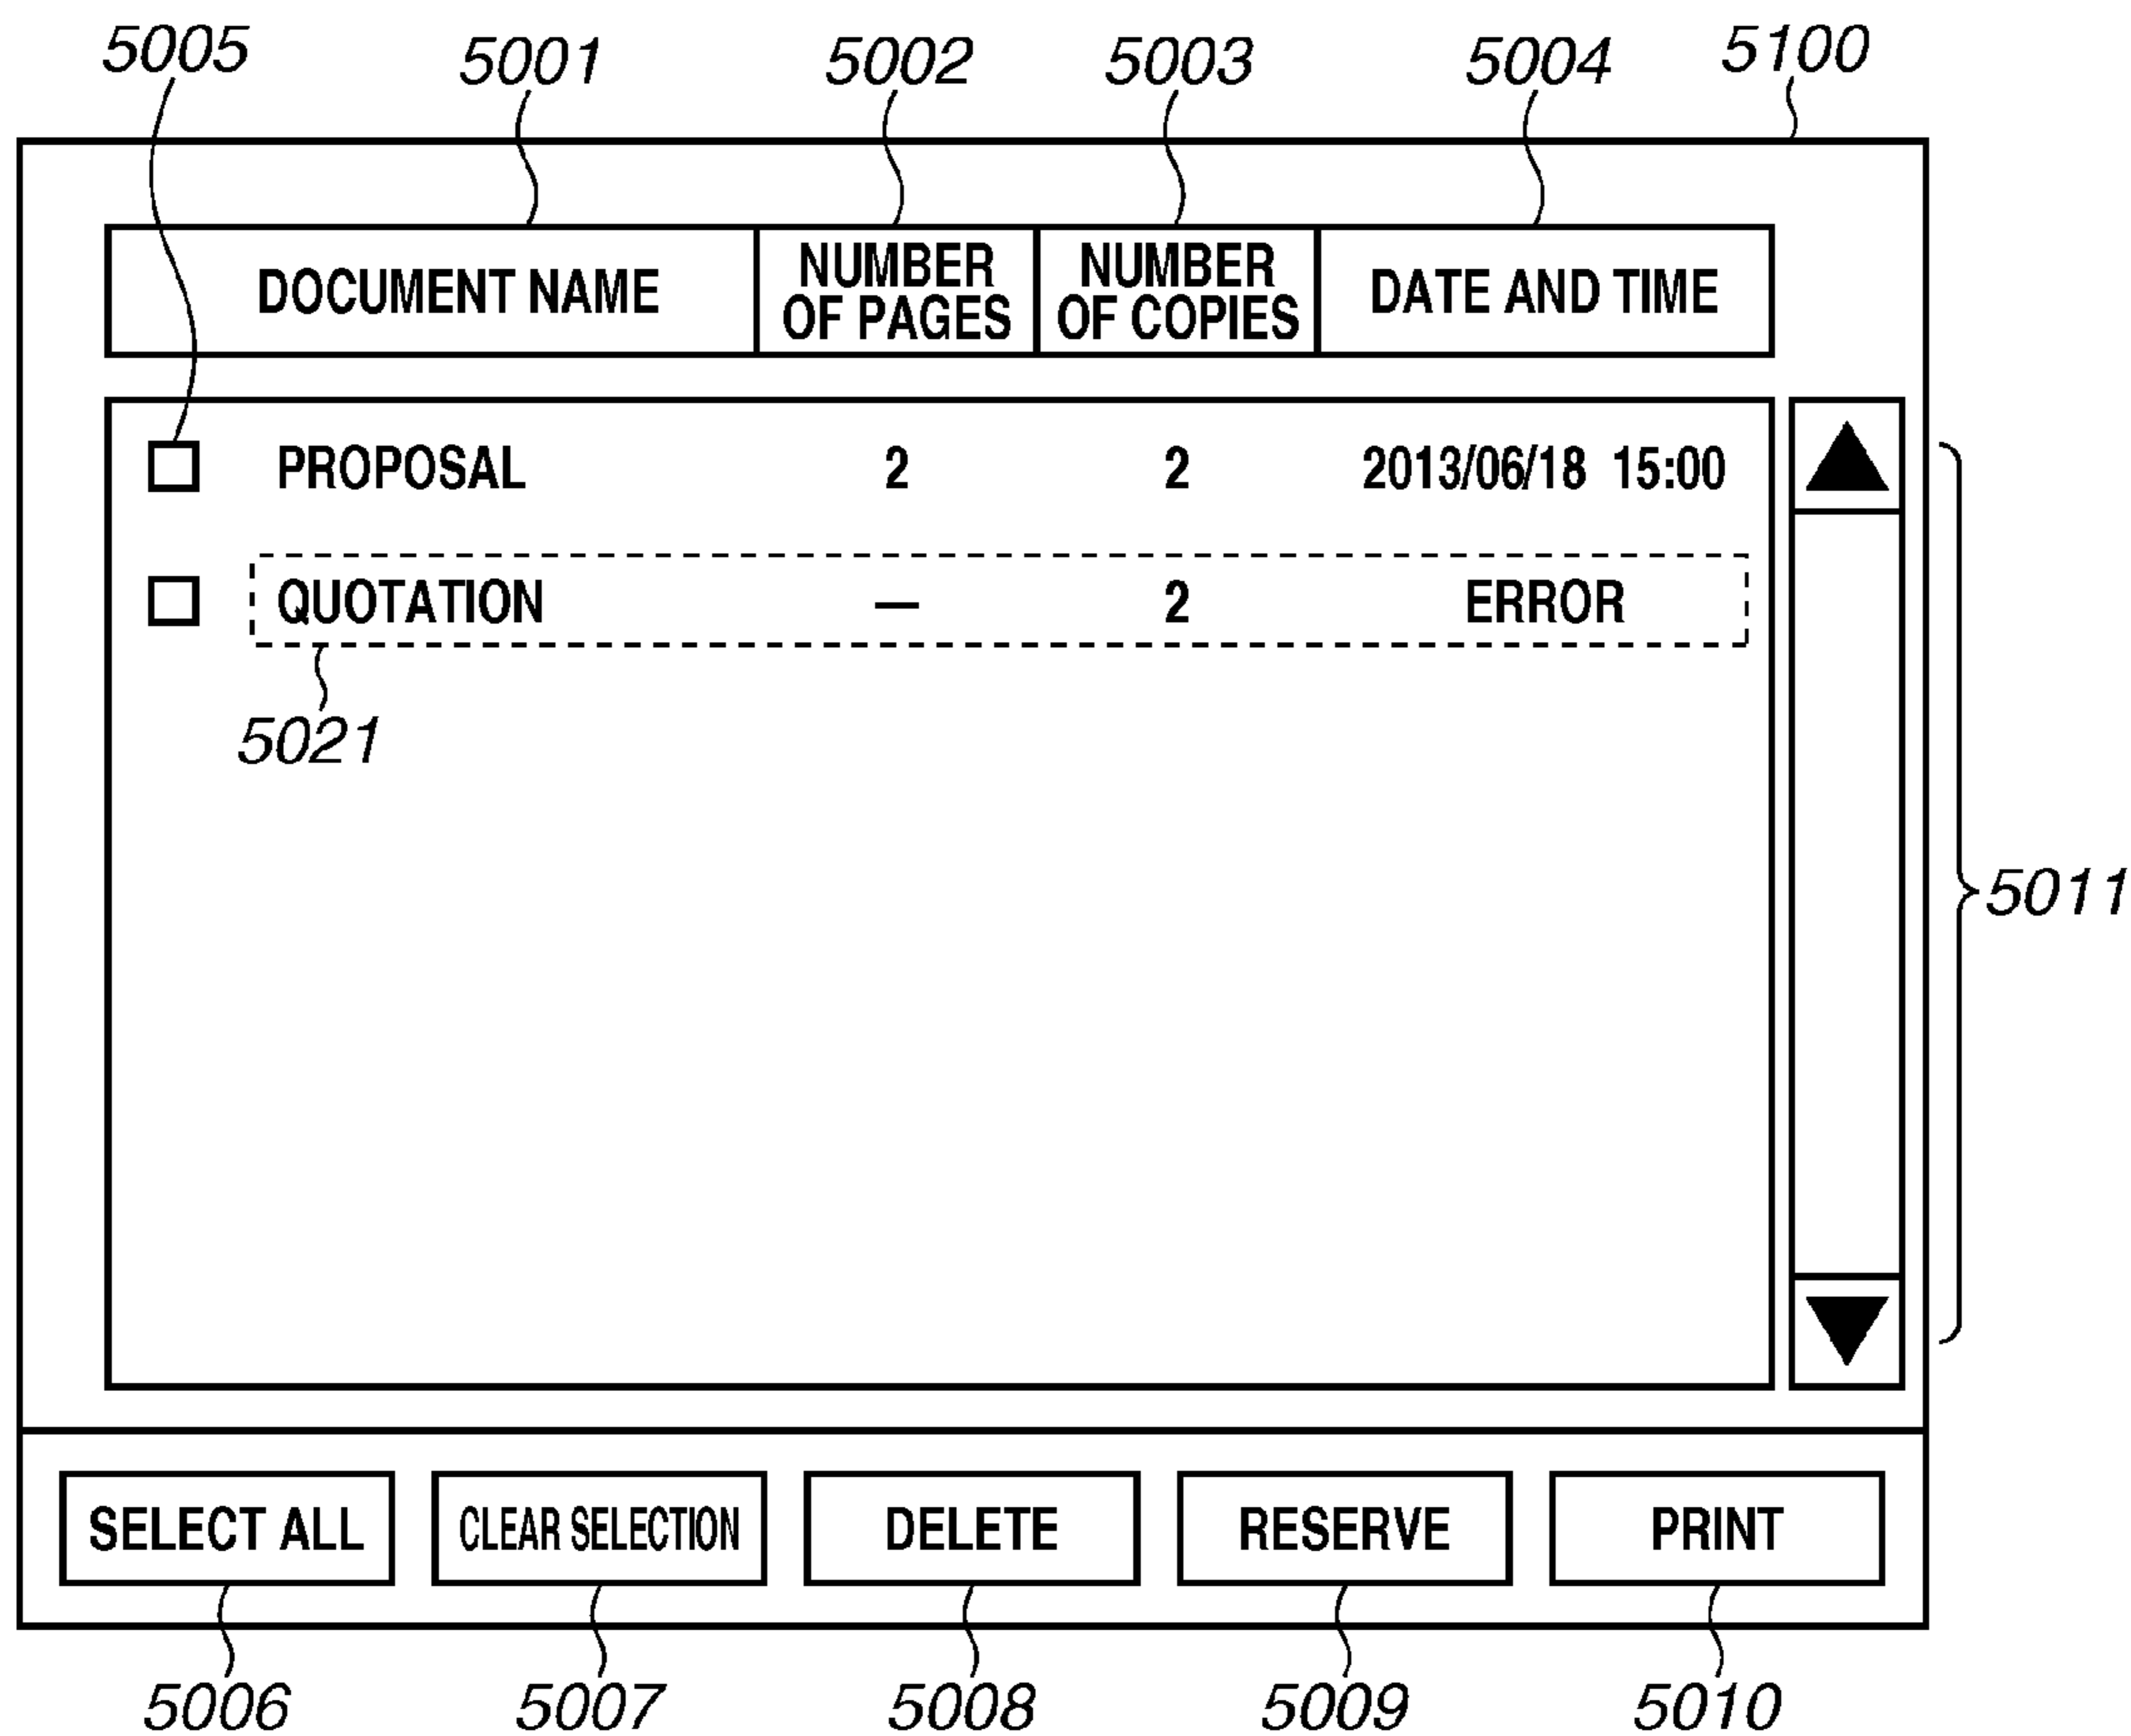 5005 5001 5002 5003 5004 5100
DOCUMENT NAME
NUMBER
OF PAGES
NUMBER
OF COPIES
DATE AND TIME
PROPOSAL 2 2 2013/06/18 15:00
QUOTATION — 2 ERROR
5021
5011
SELECT ALL CLEAR SELECTION DELETE RESERVE PRINT
5006 5007 5008 5009 5010